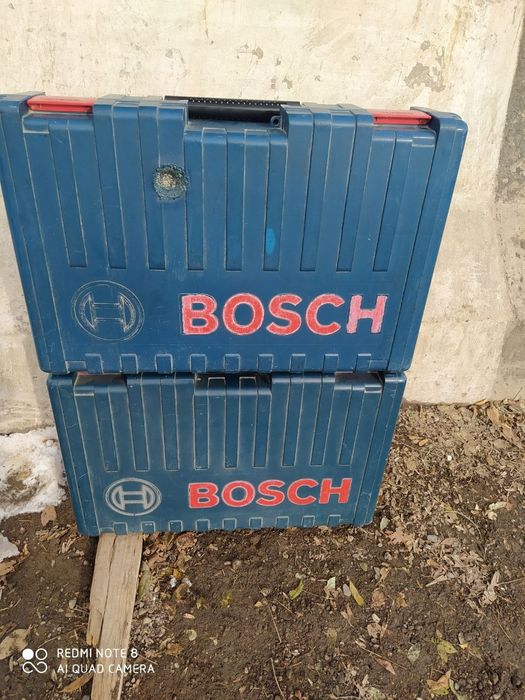 BOSCH
BOSCH
REDMI NOTE 8
AI QUAD CAMERA